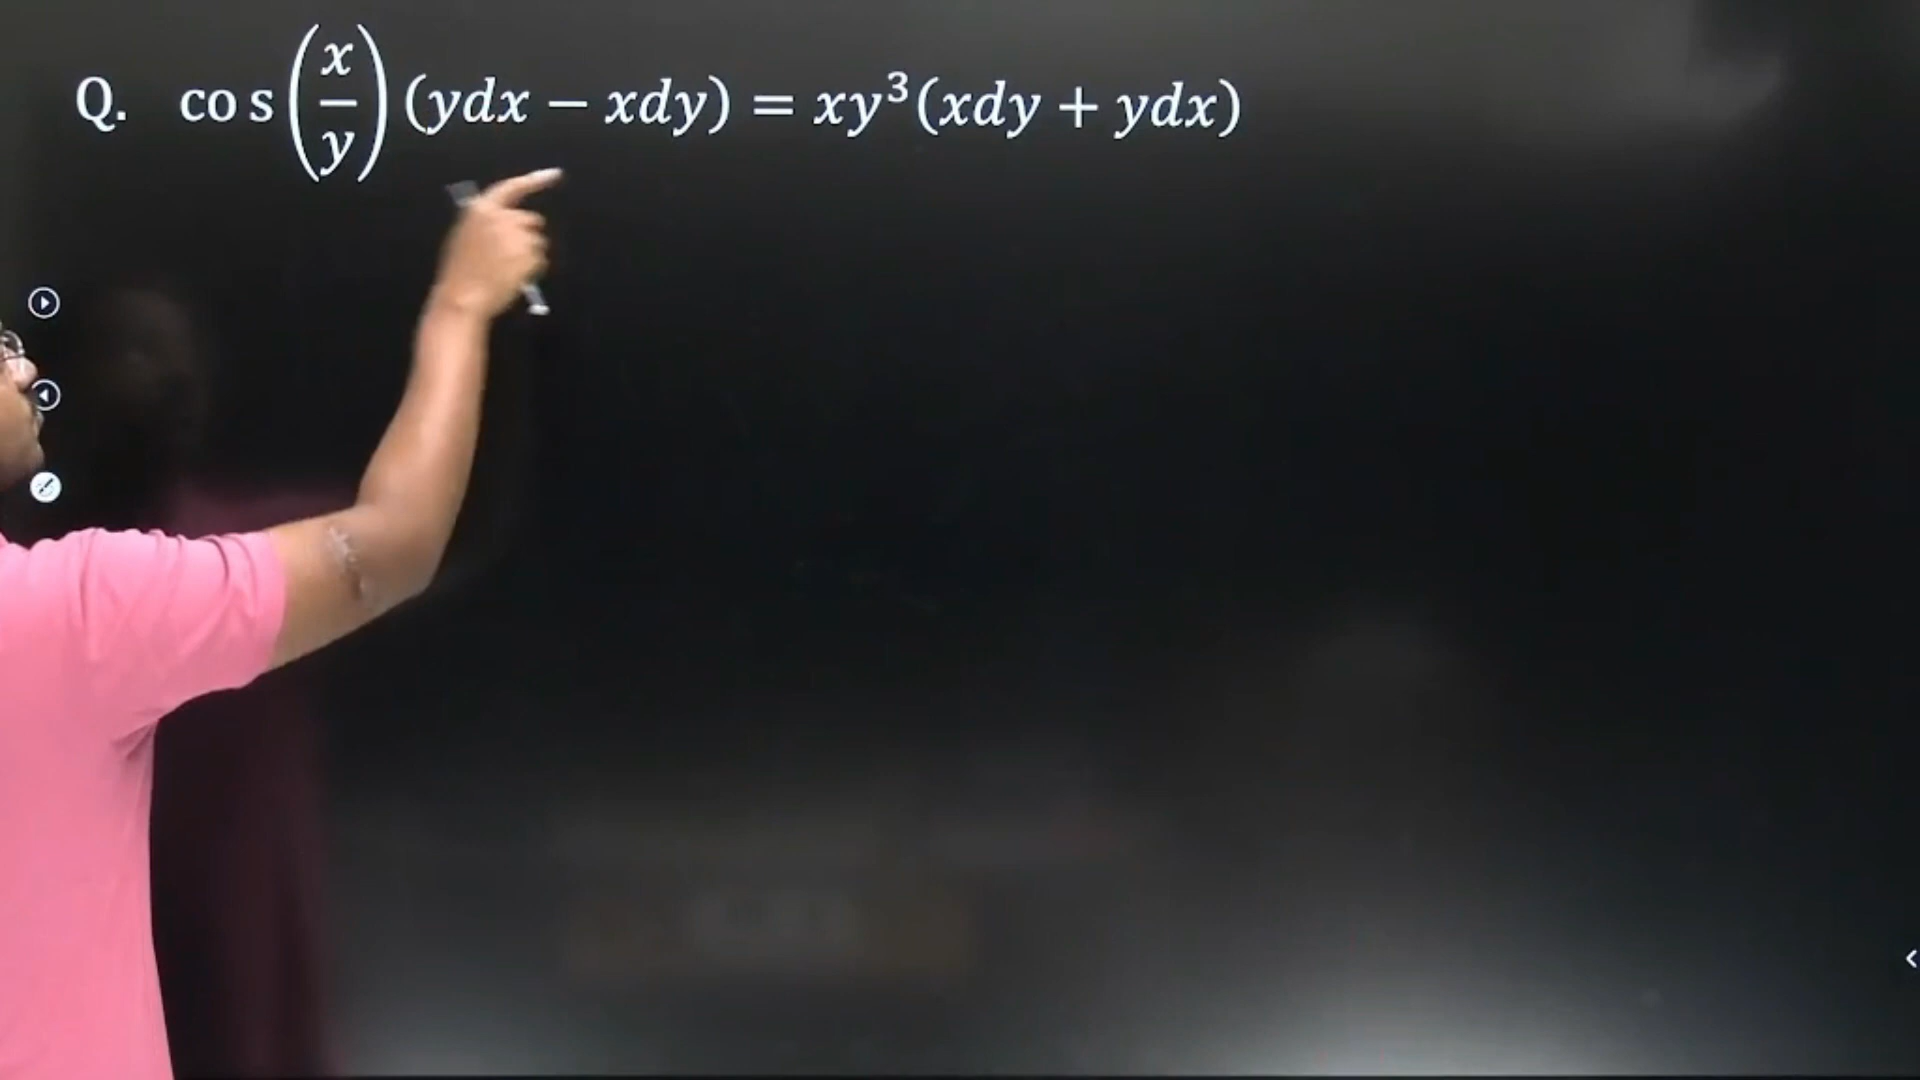 Q. cos(x/y)(ydx − xdy) = xy³(xdy + ydx)